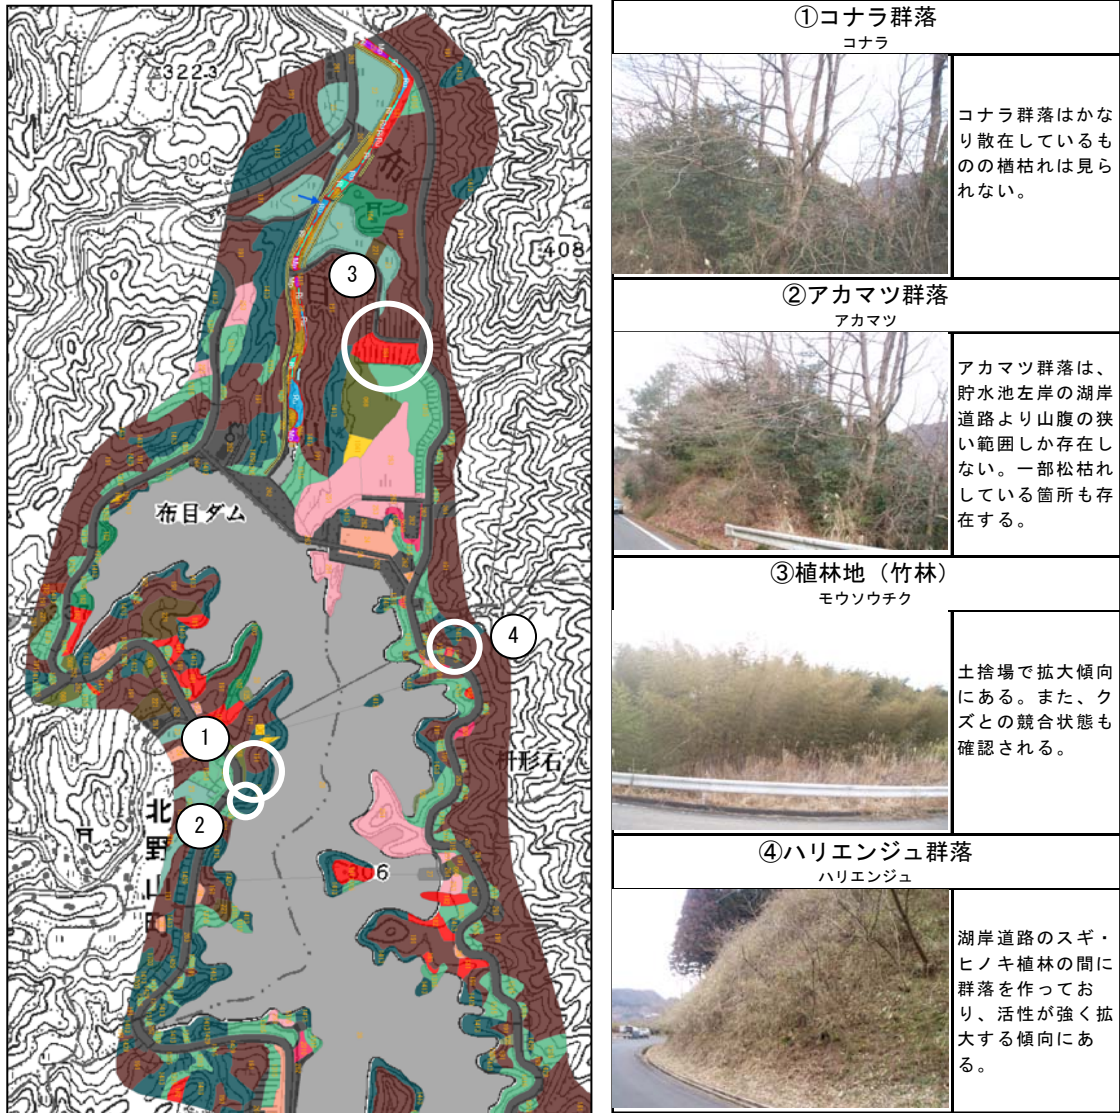 3223
300
布
408
③
目
布目ダム
④
①
枡形石
②
北野山町
306
①コナラ群落
コナラ
コナラ群落はかな
り散在しているも
のの楢枯れは見ら
れない。
②アカマツ群落
アカマツ
アカマツ群落は、
貯水池左岸の湖岸
道路より山腹の狭
い範囲しか存在し
ない。一部松枯れ
している箇所も存
在する。
③植林地（竹林）
モウソウチク
土捨場で拡大傾向
にある。また、ク
ズとの競合状態も
確認される。
④ハリエンジュ群落
ハリエンジュ
湖岸道路のスギ・
ヒノキ植林の間に
群落を作ってお
り、活性が強く拡
大する傾向にあ
る。